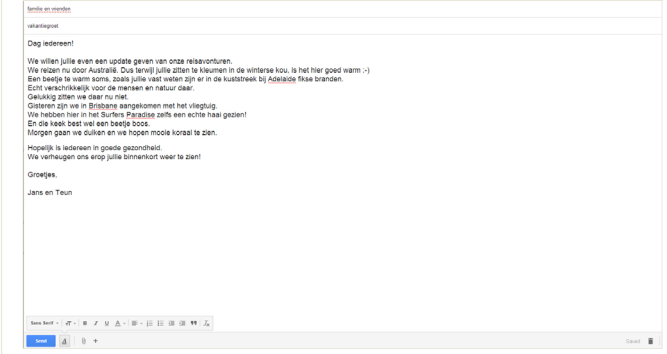 familie en vrienden
vakantiegroet
Dag iedereen!
We willen jullie even een update geven van onze reisavonturen.
We reizen nu door Australië. Dus terwijl jullie zitten te kleumen in de winterse kou, is het hier goed warm :-)
Een beetje te warm soms, zoals jullie vast weten zijn er in de kuststreek bij Adelaide fikse branden.
Echt verschrikkelijk voor de mensen en natuur daar.
Gelukkig zitten we daar nu niet.
Gisteren zijn we in Brisbane aangekomen met het vliegtuig.
We hebben hier in het Surfers Paradise zelfs een echte haai gezien!
En die keek best wel een beetje boos.
Morgen gaan we duiken en we hopen mooie koraal te zien.
Hopelijk is iedereen in goede gezondheid.
We verheugen ons erop jullie binnenkort weer te zien!
Groetjes,
Jans en Teun
Sans Serif
Send
Saved